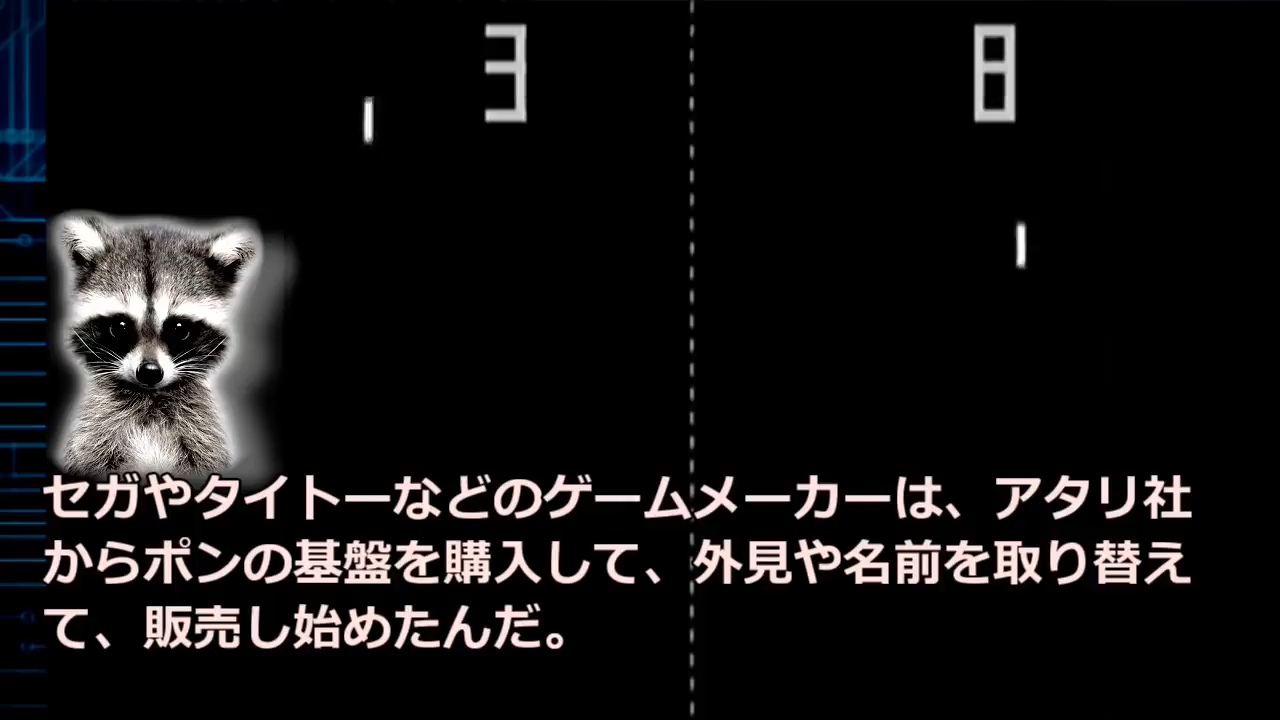 3 8
セガやタイトーなどのゲームメーカーは、アタリ社
からポンの基盤を購入して、外見や名前を取り替え
て、販売し始めたんだ。